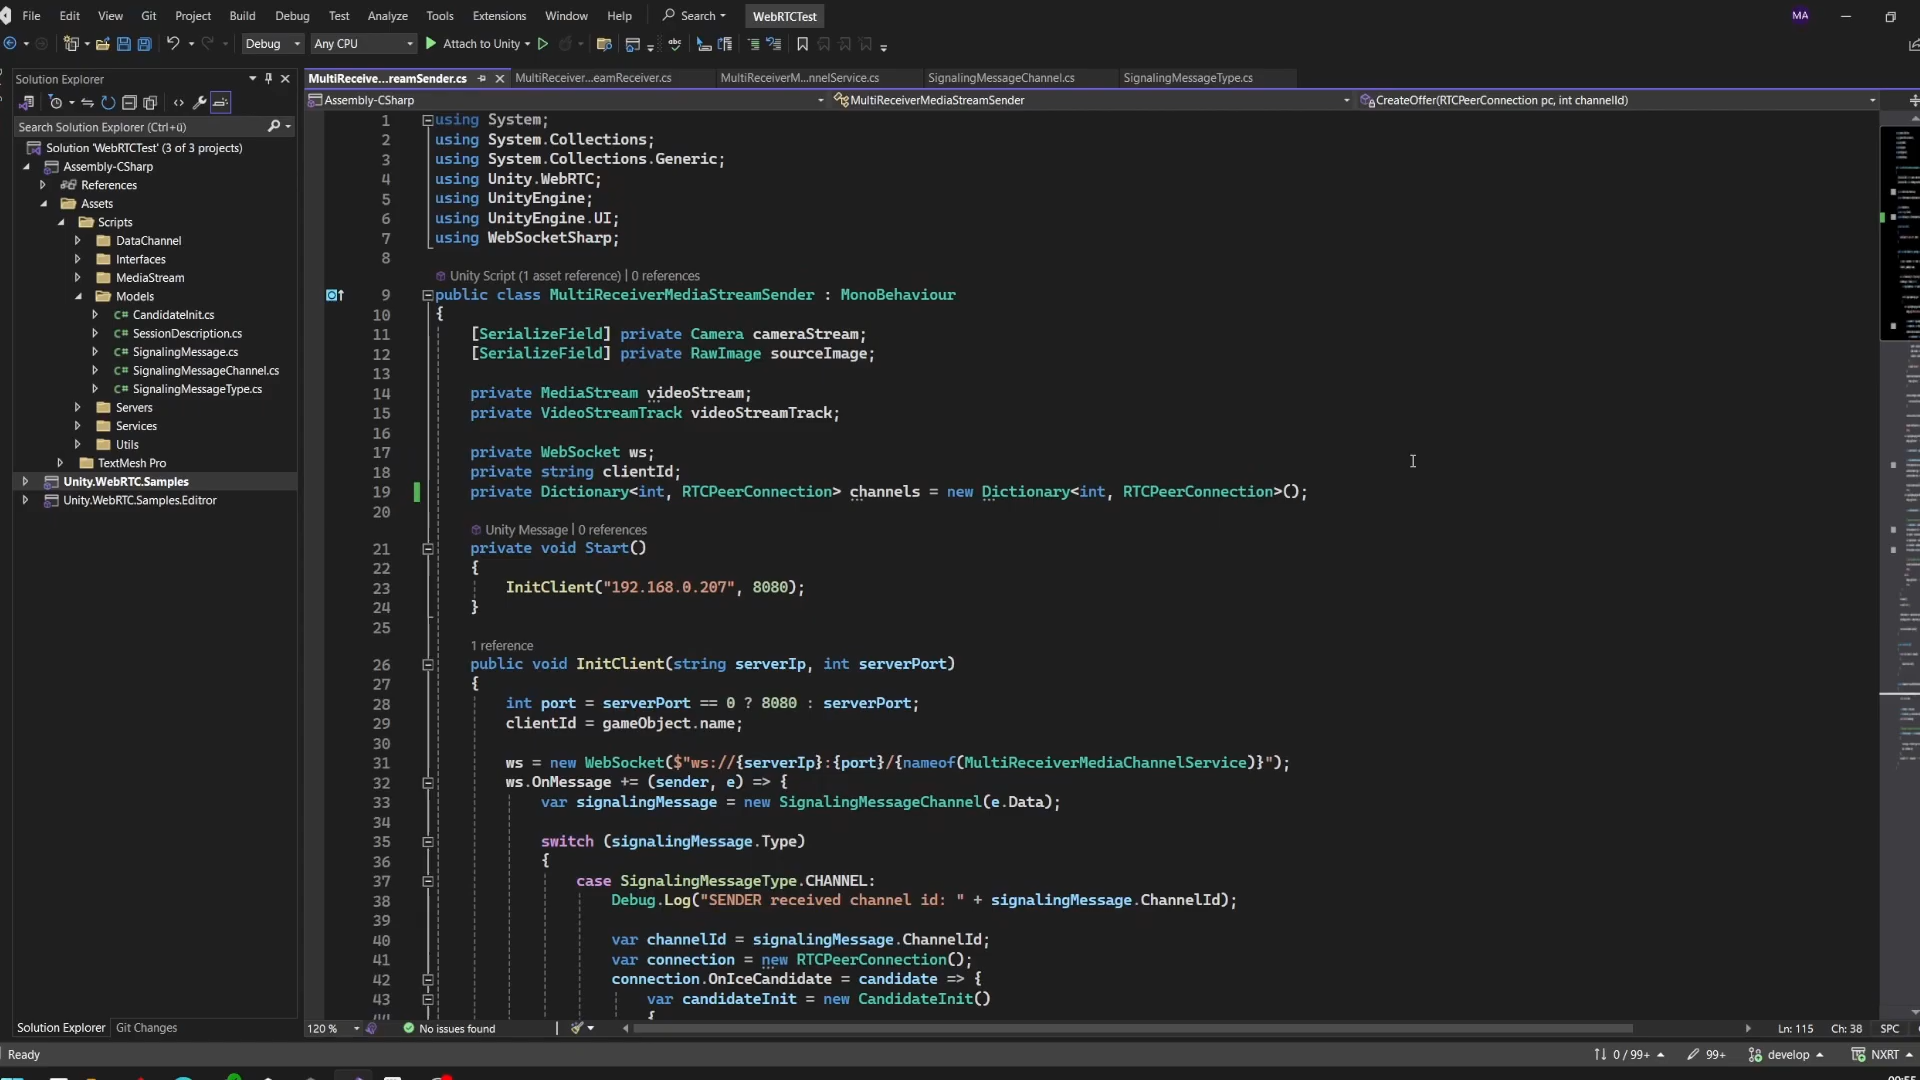 File Edit View Git Project Build Debug Test Analyze Tools Extensions Window Help Search WebRTCTest MA
Debug Any CPU Attach to Unity
Solution Explorer
Search Solution Explorer (Ctrl+ü)
Solution 'WebRTCTest' (3 of 3 projects)
Assembly-CSharp
References
Assets
Scripts
DataChannel
Interfaces
MediaStream
Models
C# CandidateInit.cs
C# SessionDescription.cs
C# SignalingMessage.cs
C# SignalingMessageChannel.cs
C# SignalingMessageType.cs
Servers
Services
Utils
TextMesh Pro
Unity.WebRTC.Samples
Unity.WebRTC.Samples.Editror
Solution Explorer Git Changes
MultiReceive...reamSender.cs MultiReceiver...eamReceiver.cs MultiReceiverM...nnelService.cs SignalingMessageChannel.cs SignalingMessageType.cs
Assembly-CSharp MultiReceiverMediaStreamSender CreateOffer(RTCPeerConnection pc, int channelId)
1 using System;
2 using System.Collections;
3 using System.Collections.Generic;
4 using Unity.WebRTC;
5 using UnityEngine;
6 using UnityEngine.UI;
7 using WebSocketSharp;
8
Unity Script (1 asset reference) | 0 references
9 public class MultiReceiverMediaStreamSender : MonoBehaviour
10 {
11 [SerializeField] private Camera cameraStream;
12 [SerializeField] private RawImage sourceImage;
13
14 private MediaStream videoStream;
15 private VideoStreamTrack videoStreamTrack;
16
17 private WebSocket ws;
18 private string clientId;
19 private Dictionary<int, RTCPeerConnection> channels = new Dictionary<int, RTCPeerConnection>();
20
Unity Message | 0 references
21 private void Start()
22 {
23 InitClient("192.168.0.207", 8080);
24 }
25
1 reference
26 public void InitClient(string serverIp, int serverPort)
27 {
28 int port = serverPort == 0 ? 8080 : serverPort;
29 clientId = gameObject.name;
30
31 ws = new WebSocket($"ws://{serverIp}:{port}/{nameof(MultiReceiverMediaChannelService)}");
32 ws.OnMessage += (sender, e) => {
33 var signalingMessage = new SignalingMessageChannel(e.Data);
34
35 switch (signalingMessage.Type)
36 {
37 case SignalingMessageType.CHANNEL:
38 Debug.Log("SENDER received channel id: " + signalingMessage.ChannelId);
39
40 var channelId = signalingMessage.ChannelId;
41 var connection = new RTCPeerConnection();
42 connection.OnIceCandidate = candidate => {
43 var candidateInit = new CandidateInit()
{
120 % No issues found Ln: 115 Ch: 38 SPC
Ready 0 / 99+ 99+ develop NXRT